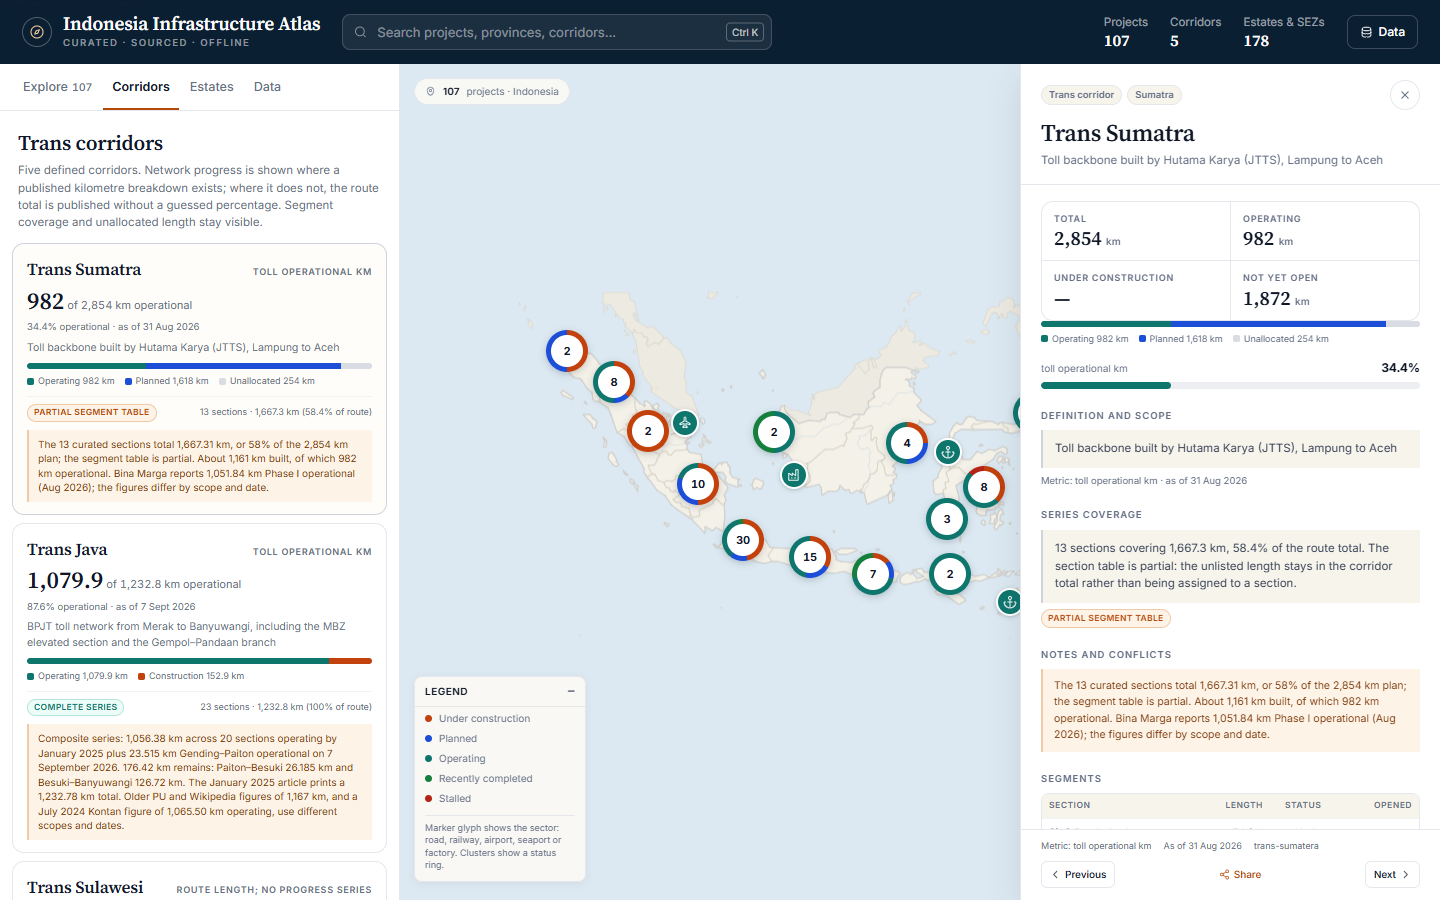 Indonesia Infrastructure Atlas
CURATED · SOURCED · OFFLINE
Search projects, provinces, corridors...
Ctrl K
Projects
107
Corridors
5
Estates & SEZs
178
Data
Explore 107
Corridors
Estates
Data
Trans corridors
Five defined corridors. Network progress is shown where a
published kilometre breakdown exists; where it does not, the route
total is published without a guessed percentage. Segment
coverage and unallocated length stay visible.
Trans Sumatra
TOLL OPERATIONAL KM
982 of 2,854 km operational
34.4% operational · as of 31 Aug 2026
Toll backbone built by Hutama Karya (JTTS), Lampung to Aceh
Operating 982 km
Planned 1,618 km
Unallocated 254 km
PARTIAL SEGMENT TABLE
13 sections · 1,667.3 km (58.4% of route)
The 13 curated sections total 1,667.31 km, or 58% of the 2,854 km
plan; the segment table is partial. About 1,161 km built, of which 982
km operational. Bina Marga reports 1,051.84 km Phase I operational
(Aug 2026); the figures differ by scope and date.
Trans Java
TOLL OPERATIONAL KM
1,079.9 of 1,232.8 km operational
87.6% operational · as of 7 Sept 2026
BPJT toll network from Merak to Banyuwangi, including the MBZ
elevated section and the Gempol–Pandaan branch
Operating 1,079.9 km
Construction 152.9 km
COMPLETE SERIES
23 sections · 1,232.8 km (100% of route)
Composite series: 1,056.38 km across 20 sections operating by
January 2025 plus 23.515 km Gending–Paiton operational on 7
September 2026. 176.42 km remains: Paiton–Besuki 26.185 km and
Besuki–Banyuwangi 126.72 km. The January 2025 article prints a
1,232.78 km total. Older PU and Wikipedia figures of 1,167 km, and a
July 2024 Kontan figure of 1,065.50 km operating, use different
scopes and dates.
Trans Sulawesi
ROUTE LENGTH; NO PROGRESS SERIES
107 projects · Indonesia
2
8
2
2
4
10
8
3
30
15
7
2
LEGEND
Under construction
Planned
Operating
Recently completed
Stalled
Marker glyph shows the sector:
road, railway, airport, seaport or
factory. Clusters show a status
ring.
Trans corridor
Sumatra
Trans Sumatra
Toll backbone built by Hutama Karya (JTTS), Lampung to Aceh
TOTAL
2,854 km
OPERATING
982 km
UNDER CONSTRUCTION
—
NOT YET OPEN
1,872 km
Operating 982 km
Planned 1,618 km
Unallocated 254 km
toll operational km
34.4%
DEFINITION AND SCOPE
Toll backbone built by Hutama Karya (JTTS), Lampung to Aceh
Metric: toll operational km · as of 31 Aug 2026
SERIES COVERAGE
13 sections covering 1,667.3 km, 58.4% of the route total. The
section table is partial: the unlisted length stays in the corridor
total rather than being assigned to a section.
PARTIAL SEGMENT TABLE
NOTES AND CONFLICTS
The 13 curated sections total 1,667.31 km, or 58% of the 2,854 km plan;
the segment table is partial. About 1,161 km built, of which 982 km
operational. Bina Marga reports 1,051.84 km Phase I operational (Aug
2026); the figures differ by scope and date.
SEGMENTS
SECTION
LENGTH
STATUS
OPENED
Metric: toll operational km
As of 31 Aug 2026
trans-sumatera
Previous
Share
Next